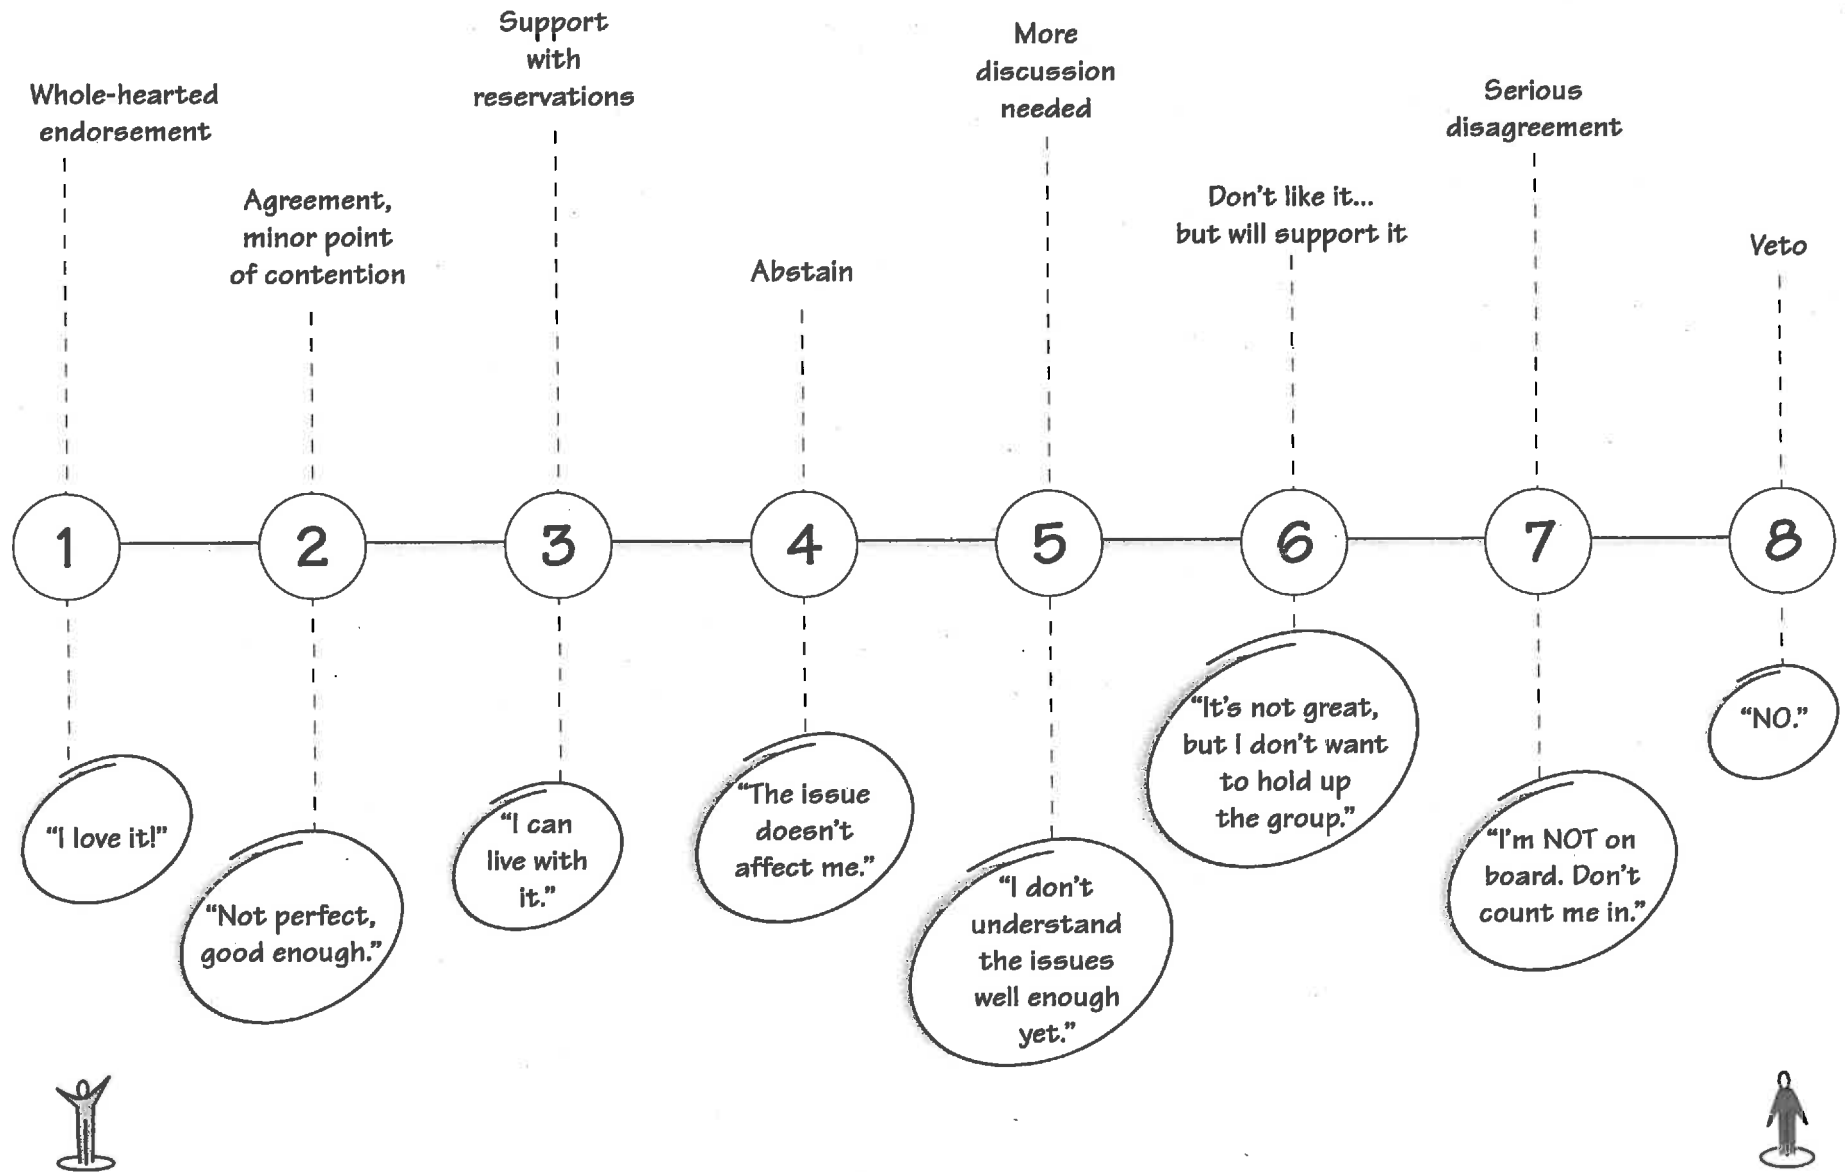 Whole-hearted
endorsement
Agreement,
minor point
of contention
Support
with
reservations
Abstain
More
discussion
needed
Don't like it...
but will support it
Serious
disagreement
Veto
1
2
3
4
5
6
7
8
"I love it!"
"Not perfect,
good enough."
"I can
live with
it."
"The issue
doesn't
affect me."
"I don't
understand
the issues
well enough
yet."
"It's not great,
but I don't want
to hold up
the group."
"I'm NOT on
board. Don't
count me in."
"NO."